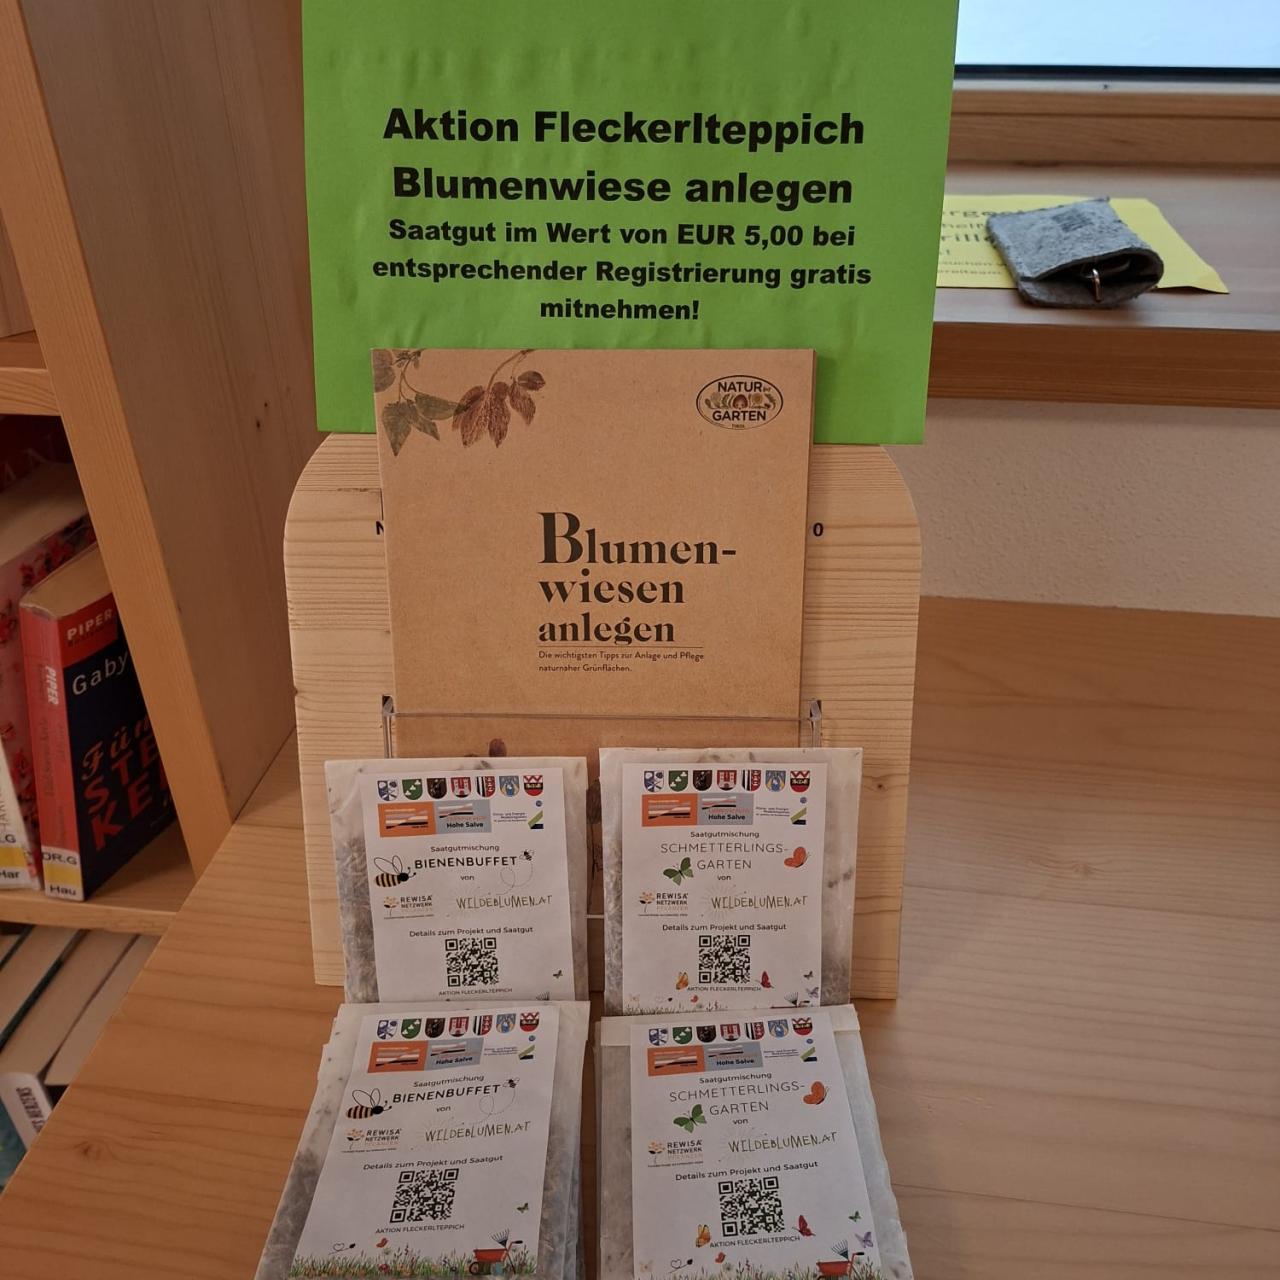 Aktion Fleckerlteppich
Blumenwiese anlegen
Saatgut im Wert von EUR 5,00 bei
entsprechender Registrierung gratis
mitnehmen!
NATUR
GARTEN
Blumen-
wiesen
anlegen
Die wichtigsten Tipps zur Anlage und Pflege
naturnaher Grünflächen.
N
0
PIPER
Gaby
PIPER
OR.G
Hau
Har
Hohe Salve
Saatgutmischung
BIENENBUFFET
von
REWISA
NETZWERK
WILDEBLUMEN.AT
Details zum Projekt und Saatgut
AKTION FLECKERLTEPPICH
Hohe Salve
Saatgutmischung
SCHMETTERLINGS-
GARTEN
von
REWISA
NETZWERK
WILDEBLUMEN.AT
Details zum Projekt und Saatgut
AKTION FLECKERLTEPPICH
Hohe Salve
Saatgutmischung
BIENENBUFFET
von
REWISA
NETZWERK
WILDEBLUMEN.AT
Details zum Projekt und Saatgut
AKTION FLECKERLTEPPICH
Hohe Salve
Saatgutmischung
SCHMETTERLINGS-
GARTEN
von
REWISA
NETZWERK
WILDEBLUMEN.AT
Details zum Projekt und Saatgut
AKTION FLECKERLTEPPICH